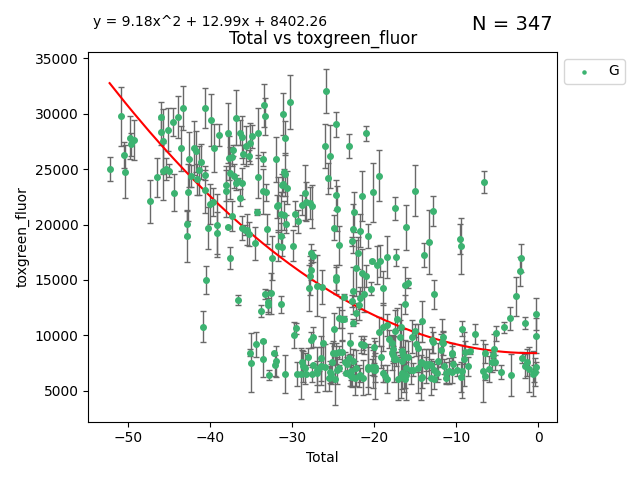 y = 9.18x^2 + 12.99x + 8402.26
N = 347
Total vs toxgreen_fluor
G
35000
30000
25000
20000
15000
10000
5000
toxgreen_fluor
−50 −40 −30 −20 −10 0
Total